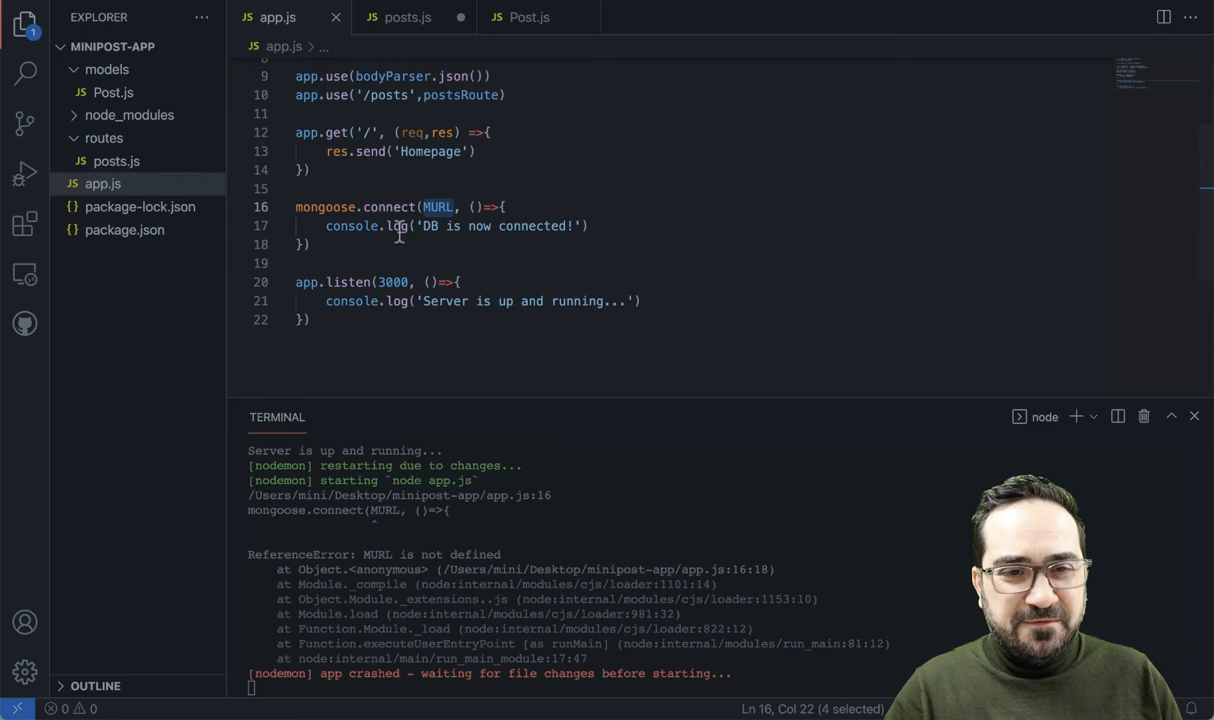 EXPLORER
MINIPOST-APP
models
JS Post.js
node_modules
routes
JS posts.js
JS app.js
{} package-lock.json
{} package.json
OUTLINE
1
JS app.js
JS posts.js
JS Post.js
JS app.js > ...
9 app.use(bodyParser.json())
10 app.use('/posts',postsRoute)
11
12 app.get('/', (req,res) =>{
13 res.send('Homepage')
14 })
15
16 mongoose.connect(MURL, ()=>{
17 console.log('DB is now connected!')
18 })
19
20 app.listen(3000, ()=>{
21 console.log('Server is up and running...')
22 })
TERMINAL
node
Server is up and running...
[nodemon] restarting due to changes...
[nodemon] starting `node app.js`
/Users/mini/Desktop/minipost-app/app.js:16
mongoose.connect(MURL, ()=>{
^
ReferenceError: MURL is not defined
at Object.<anonymous> (/Users/mini/Desktop/minipost-app/app.js:16:18)
at Module._compile (node:internal/modules/cjs/loader:1101:14)
at Object.Module._extensions..js (node:internal/modules/cjs/loader:1153:10)
at Module.load (node:internal/modules/cjs/loader:981:32)
at Function.Module._load (node:internal/modules/cjs/loader:822:12)
at Function.executeUserEntryPoint [as runMain] (node:internal/modules/run_main:81:12)
at node:internal/main/run_main_module:17:47
[nodemon] app crashed - waiting for file changes before starting...
0 0
Ln 16, Col 22 (4 selected)